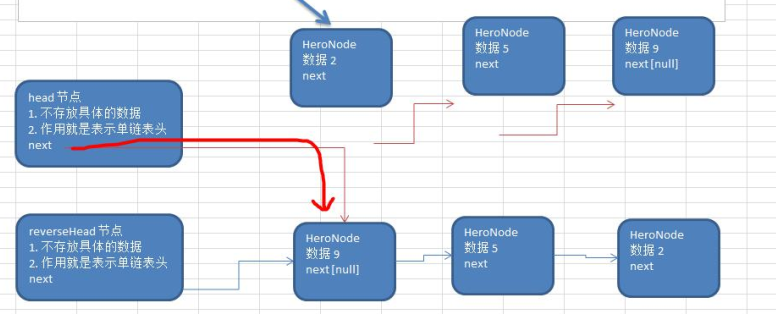 HeroNode
数据 2
next
HeroNode
数据 5
next
HeroNode
数据 9
next [null]
head 节点
1. 不存放具体的数据
2. 作用就是表示单链表头
next
reverseHead 节点
1. 不存放具体的数据
2. 作用就是表示单链表头
next
HeroNode
数据 9
next [null]
HeroNode
数据 5
next
HeroNode
数据 2
next